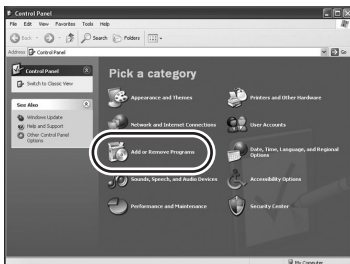 Control Panel
File Edit View Favorites Tools Help
Back Search Folders
Address Control Panel Go
Control Panel
Switch to Classic View
See Also
Windows Update
Help and Support
Other Control Panel Options
Pick a category
Appearance and Themes
Printers and Other Hardware
Network and Internet Connections
User Accounts
Add or Remove Programs
Date, Time, Language, and Regional Options
Sounds, Speech, and Audio Devices
Accessibility Options
Performance and Maintenance
Security Center
My Computer